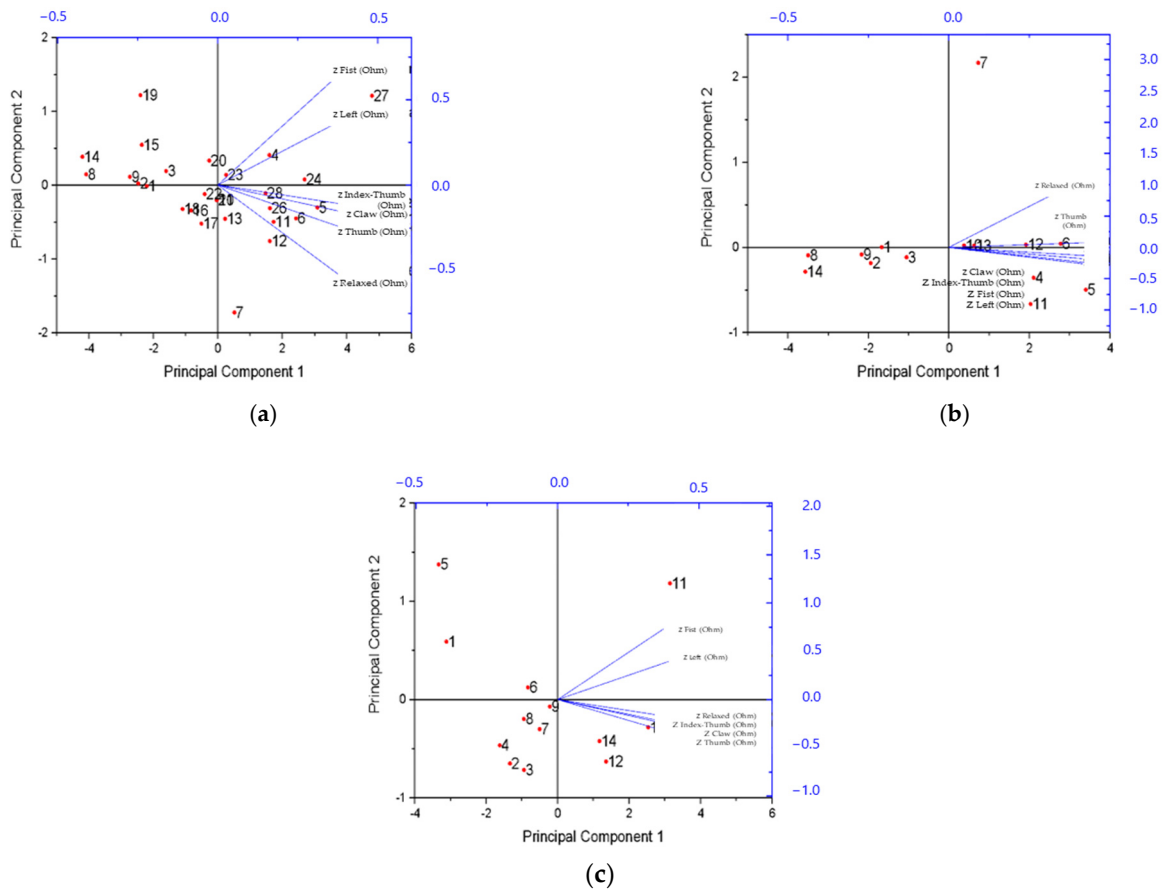 −0.5 0.0 0.5
2
19
z Fist (Ohm)
27
1
0.5
z Left (Ohm)
15
14 20 4
8 9 3 23 24
21 1
0 0.0
22 28 z Index-Thumb
(Ohm)
18 16 26 5 z Claw (Ohm)
17 13 11 6 z Thumb (Ohm)
12
-1
−0.5
z Relaxed (Ohm)
7
-2
-4 -2 0 2 4 6
Principal Component 2
Principal Component 1
(a)
0.0 0.5
7 3.0
2
2.5
2.0
1.5
1
z Relaxed (Ohm) 1.0
z Thumb
(Ohm) 0.5
0 1 10 13 12 6 0.0
8 9 2 3
14 z Claw (Ohm) 4
Z Index-Thumb (Ohm) −0.5
Z Fist (Ohm) 5
Z Left (Ohm) 11 −1.0
-1
-4 -2 0 2 4
Principal Component 2
Principal Component 1
(b)
−0.5 0.0 0.5
2 2.0
5 1.5
11
1 1.0
1 z Fist (Ohm)
z Left (Ohm) 0.5
6
0 9 0.0
8 z Relaxed (Ohm)
7 1 Z Index-Thumb (Ohm)
4 14 Z Claw (Ohm)
Z Thumb (Ohm) −0.5
2 3 12
-1 −1.0
-4 -2 0 2 4 6
Principal Component 2
Principal Component 1
(c)